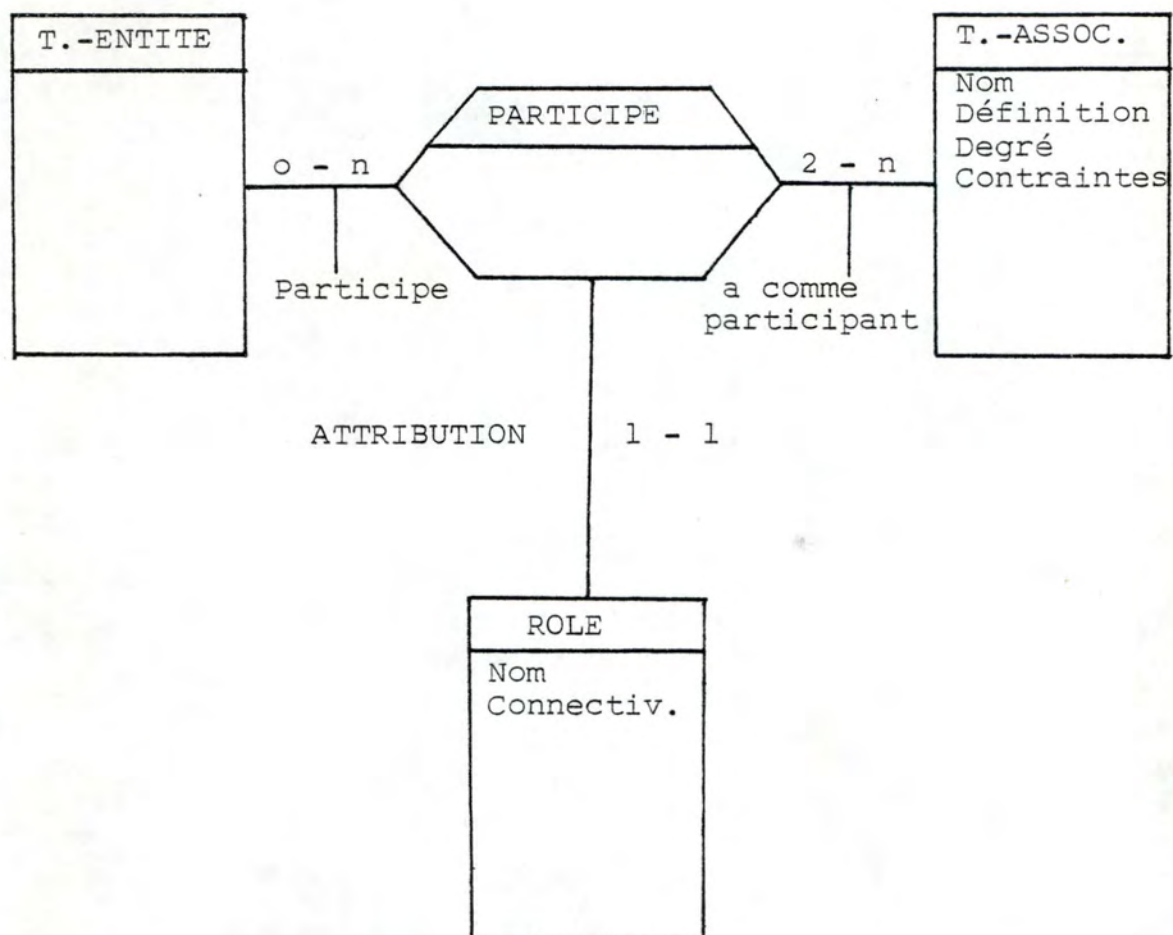 T.-ENTITE
T.-ASSOC.
Nom
Définition
Degré
Contraintes
PARTICIPE
o - n
2 - n
Participe
a comme
participant
ATTRIBUTION
1 - 1
ROLE
Nom
Connectiv.